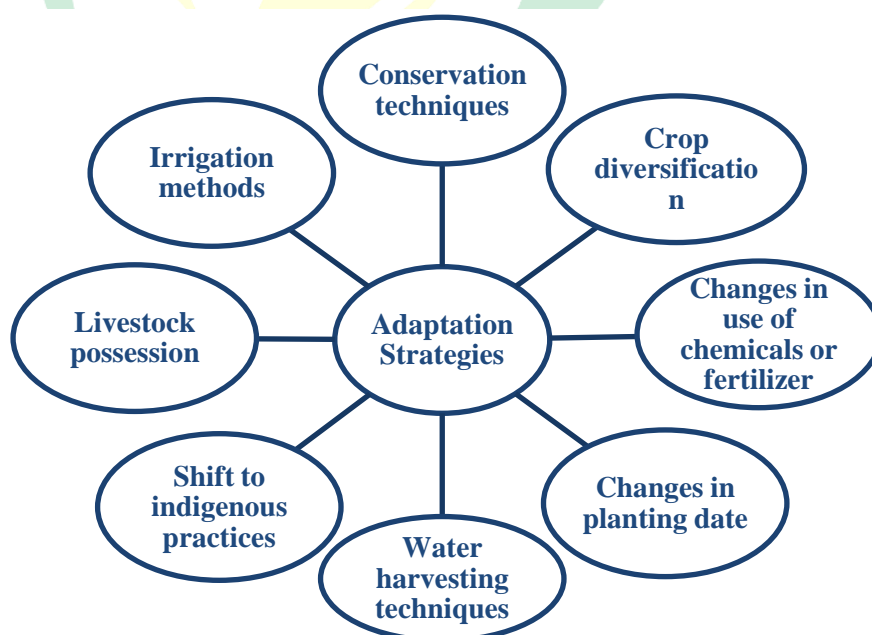 Conservation
techniques
Crop
diversificatio
n
Changes in
use of
chemicals or
fertilizer
Changes in
planting date
Water
harvesting
techniques
Shift to
indigenous
practices
Livestock
possession
Irrigation
methods
Adaptation
Strategies